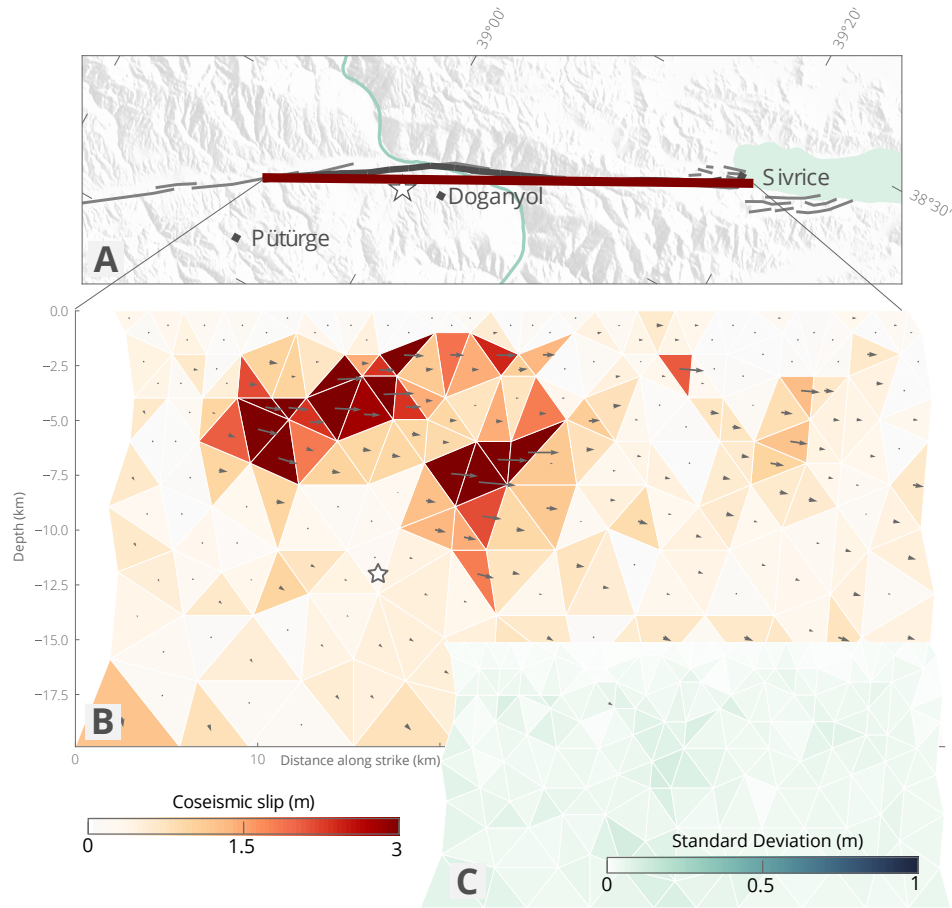 39°00'
39°20'
Sivrice
38°30'
Doganyol
Pütürge
A
0.0
−2.5
−5.0
−7.5
−10.0
−12.5
−15.0
−17.5
Depth (km)
B
0
10
Distance along strike (km)
Coseismic slip (m)
0
1.5
3
Standard Deviation (m)
0
0.5
1
C